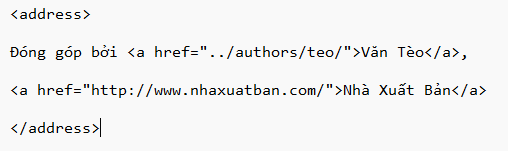 <address>
Đóng góp bởi <a href="../authors/teo/">Văn Tèo</a>,
<a href="http://www.nhaxuatban.com/">Nhà Xuất Bản</a>
</address>